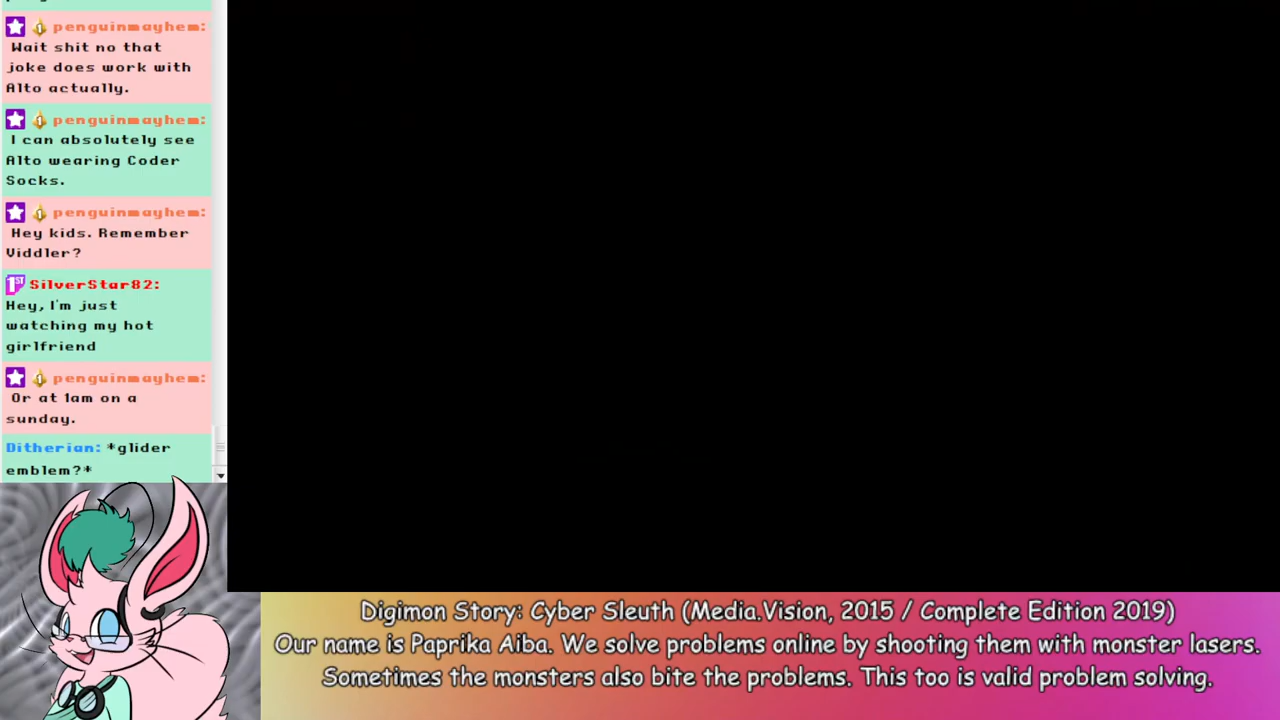 penguinmayhem:
Wait shit no that
joke does work with
Alto actually.
penguinmayhem:
I can absolutely see
Alto wearing Coder
Socks.
penguinmayhem:
Hey kids. Remember
Viddler?
1ST SilverStar82:
Hey, I'm just
watching my hot
girlfriend
penguinmayhem:
Or at 1am on a
sunday.
Ditherian: *glider
emblem?*
Digimon Story: Cyber Sleuth (Media.Vision, 2015 / Complete Edition 2019)
Our name is Paprika Aiba. We solve problems online by shooting them with monster lasers.
Sometimes the monsters also bite the problems. This too is valid problem solving.